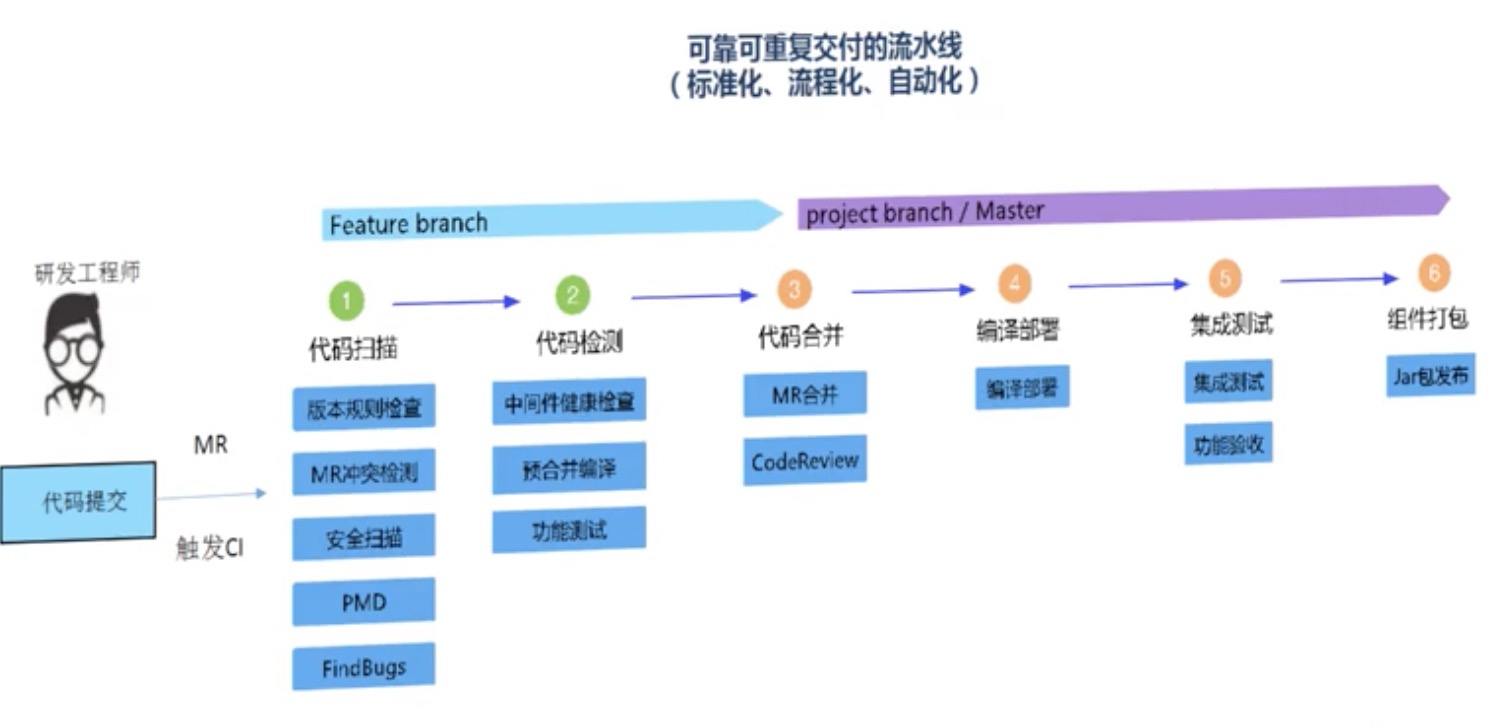 可靠可重复交付的流水线
（标准化、流程化、自动化）
Feature branch
project branch / Master
研发工程师
1
2
3
4
5
6
代码扫描
代码检测
代码合并
编译部署
集成测试
组件打包
版本规则检查
中间件健康检查
MR合并
编译部署
集成测试
Jar包发布
MR
MR冲突检测
预合并编译
CodeReview
功能验收
代码提交
触发CI
安全扫描
功能测试
PMD
FindBugs